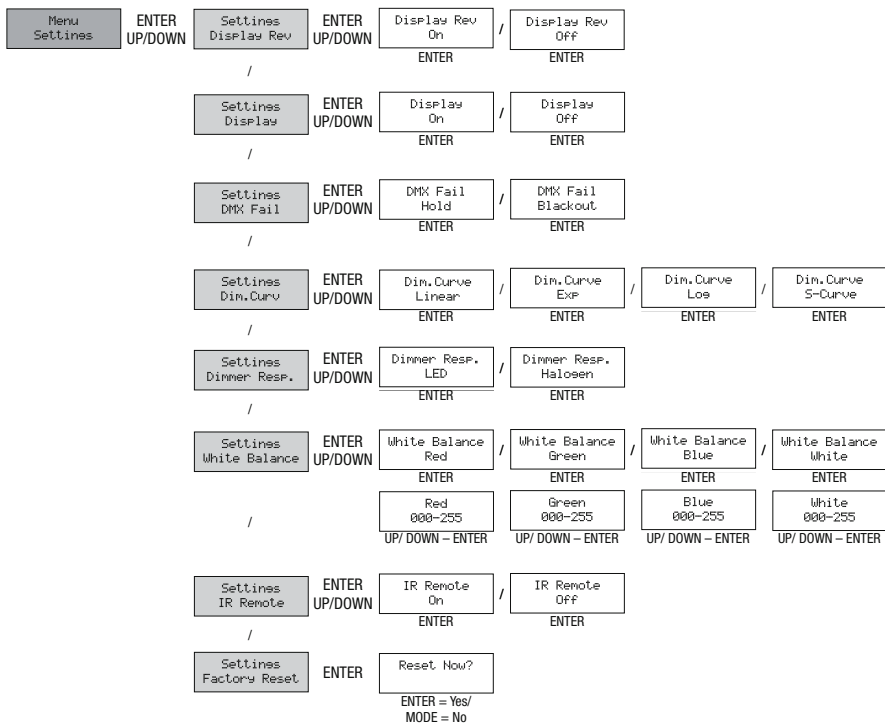 Menu
Settings
ENTER
UP/DOWN
Settings
Display Rev
ENTER
UP/DOWN
Display Rev
On
ENTER
/
Display Rev
Off
ENTER
/
Settings
Display
ENTER
UP/DOWN
Display
On
ENTER
/
Display
Off
ENTER
/
Settings
DMX Fail
ENTER
UP/DOWN
DMX Fail
Hold
ENTER
/
DMX Fail
Blackout
ENTER
/
Settings
Dim.Curv
ENTER
UP/DOWN
Dim.Curve
Linear
ENTER
/
Dim.Curve
Exp
ENTER
/
Dim.Curve
Log
ENTER
/
Dim.Curve
S-Curve
ENTER
/
Settings
Dimmer Resp.
ENTER
UP/DOWN
Dimmer Resp.
LED
ENTER
/
Dimmer Resp.
Halogen
ENTER
/
Settings
White Balance
ENTER
UP/DOWN
White Balance
Red
ENTER
/
White Balance
Green
ENTER
/
White Balance
Blue
ENTER
/
White Balance
White
ENTER
/
Red
000-255
UP/ DOWN – ENTER
Green
000-255
UP/ DOWN – ENTER
Blue
000-255
UP/ DOWN – ENTER
White
000-255
UP/ DOWN – ENTER
Settings
IR Remote
ENTER
UP/DOWN
IR Remote
On
ENTER
/
IR Remote
Off
ENTER
/
Settings
Factory Reset
ENTER
Reset Now?
ENTER = Yes/
MODE = No